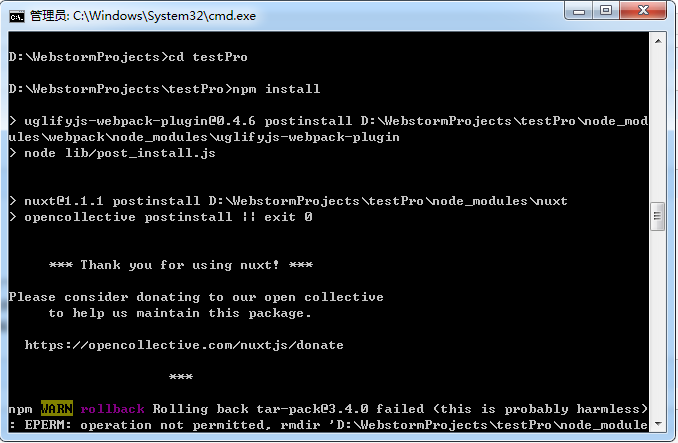 管理员: C:\Windows\System32\cmd.exe
D:\WebstormProjects>cd testPro
D:\WebstormProjects\testPro>npm install
> uglifyjs-webpack-plugin@0.4.6 postinstall D:\WebstormProjects\testPro\node_mod
ules\webpack\node_modules\uglifyjs-webpack-plugin
> node lib/post_install.js
> nuxt@1.1.1 postinstall D:\WebstormProjects\testPro\node_modules\nuxt
> opencollective postinstall || exit 0
*** Thank you for using nuxt! ***
Please consider donating to our open collective
to help us maintain this package.
https://opencollective.com/nuxtjs/donate
***
npm WARN rollback Rolling back tar-pack@3.4.0 failed (this is probably harmless)
: EPERM: operation not permitted, rmdir 'D:\WebstormProjects\testPro\node_module